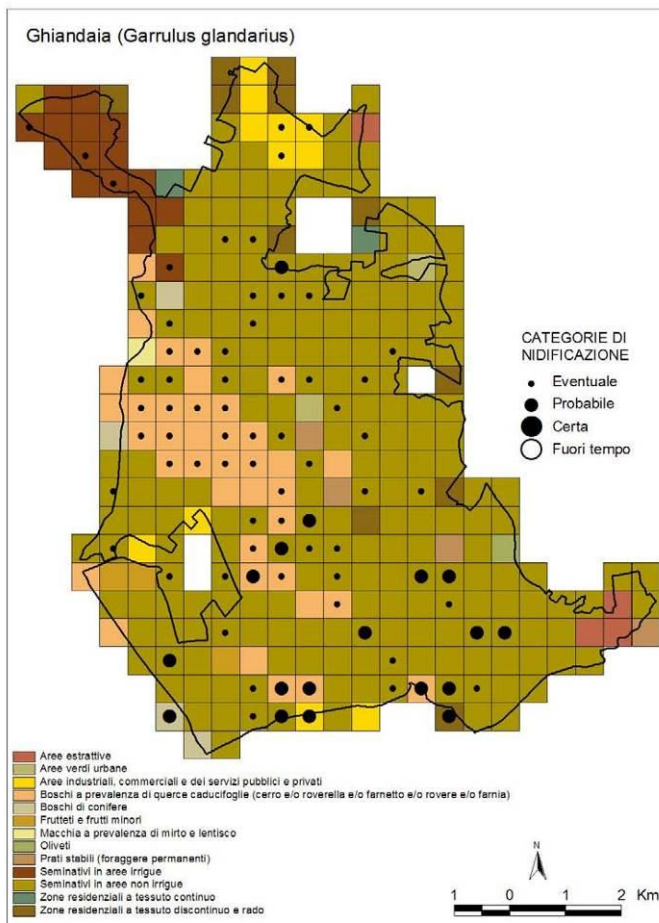 Ghiandaia (Garrulus glandarius)
CATEGORIE DI
NIDIFICAZIONE
Eventuale
Probabile
Certa
Fuori tempo
Aree estrattive
Aree verdi urbane
Aree industriali, commerciali e dei servizi pubblici e privati
Boschi a prevalenza di querce caducifoglie (cerro e/o roverella e/o farnetto e/o rovere e/o farnia)
Boschi di conifere
Frutteti e frutti minori
Macchia a prevalenza di mirto e lentisco
Oliveti
Prati stabili (foraggere permanenti)
Seminativi in aree irrigue
Seminativi in aree non irrigue
Zone residenziali a tessuto continuo
Zone residenziali a tessuto discontinuo e rado
N
1 0 1 2 Km